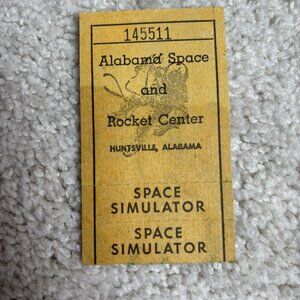 145511
Alabama Space
and
Rocket Center
HUNTSVILLE, ALABAMA
SPACE
SIMULATOR
SPACE
SIMULATOR